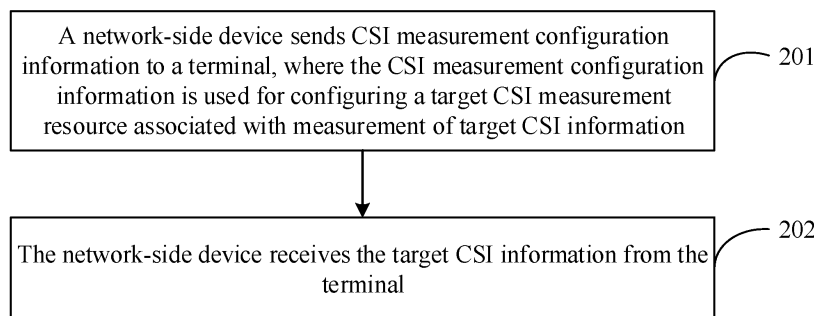 A network-side device sends CSI measurement configuration
information to a terminal, where the CSI measurement configuration
information is used for configuring a target CSI measurement
resource associated with measurement of target CSI information
201
The network-side device receives the target CSI information from the
terminal
202